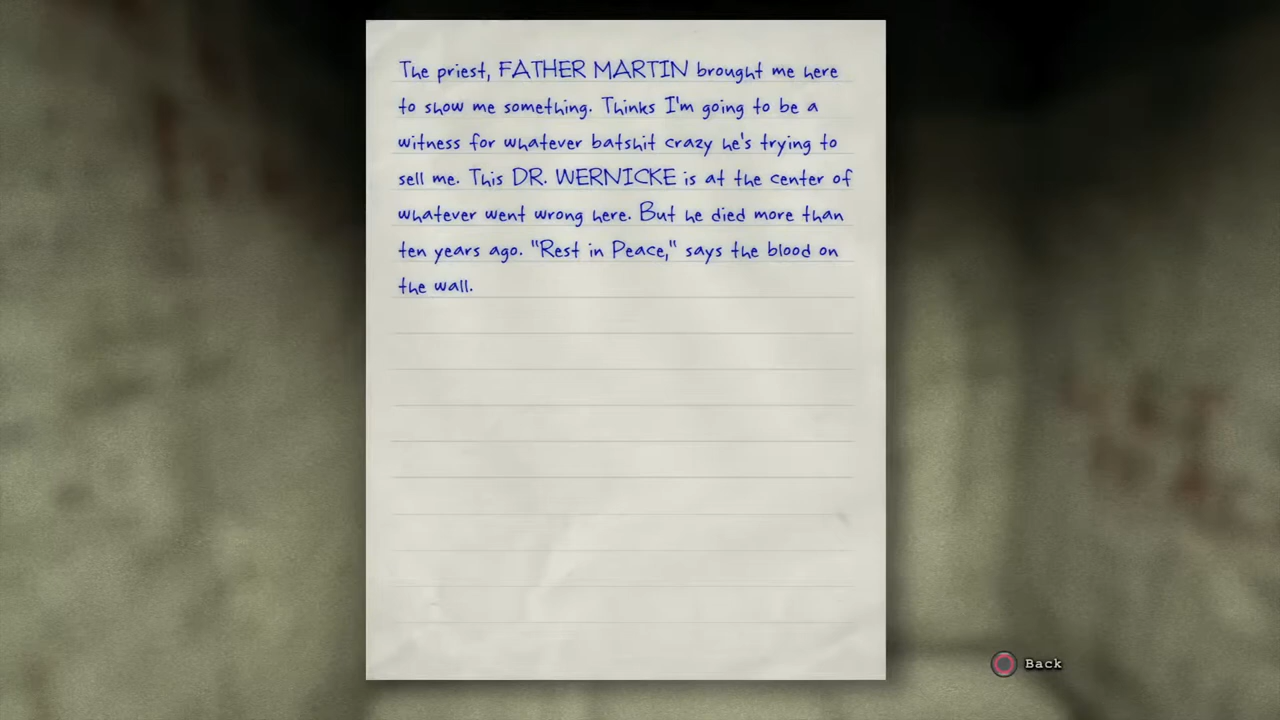 The priest, FATHER MARTIN brought me here
to show me something. Thinks I'm going to be a
witness for whatever batshit crazy he's trying to
sell me. This DR. WERNICKE is at the center of
whatever went wrong here. But he died more than
ten years ago. "Rest in Peace," says the blood on
the wall.
Back